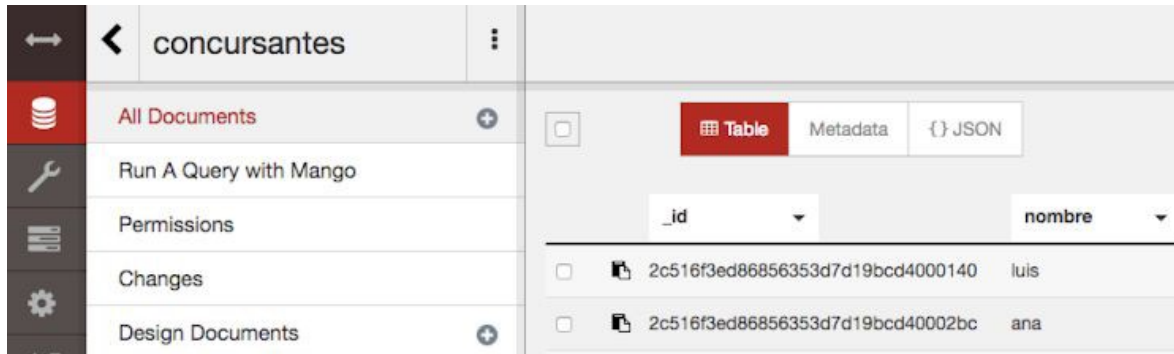 concursantes
All Documents
Run A Query with Mango
Permissions
Changes
Design Documents
Table Metadata {} JSON
_id nombre
2c516f3ed86856353d7d19bcd4000140 luis
2c516f3ed86856353d7d19bcd40002bc ana